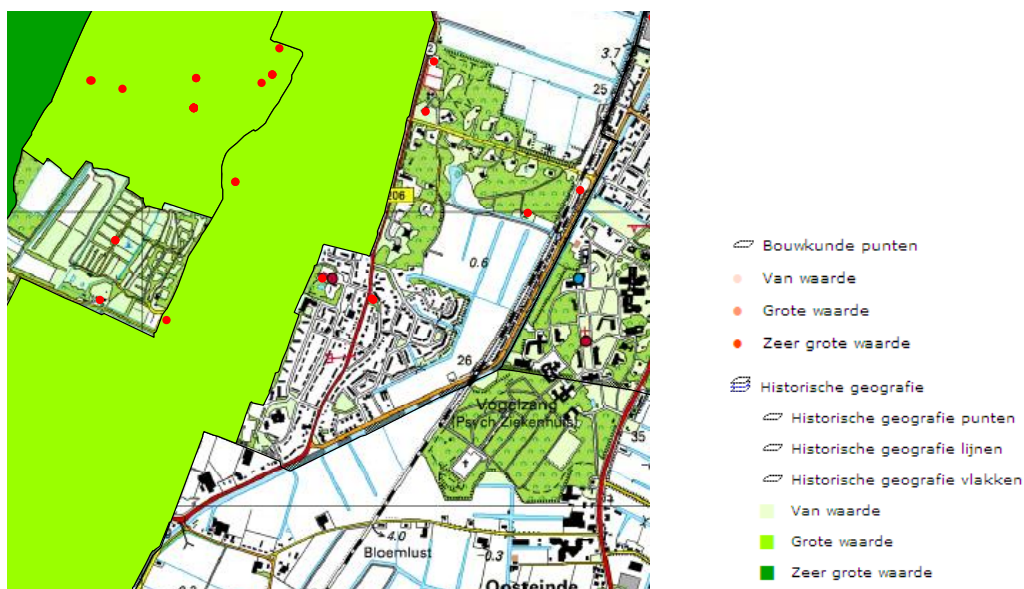 2
3.7
25
206
0.6
26
Vogelzang
(Psych Ziekenhuis)
35
4.0
Bloemlust
-0.3
Oosteinde
Bouwkunde punten
Van waarde
Grote waarde
Zeer grote waarde
Historische geografie
Historische geografie punten
Historische geografie lijnen
Historische geografie vlakken
Van waarde
Grote waarde
Zeer grote waarde